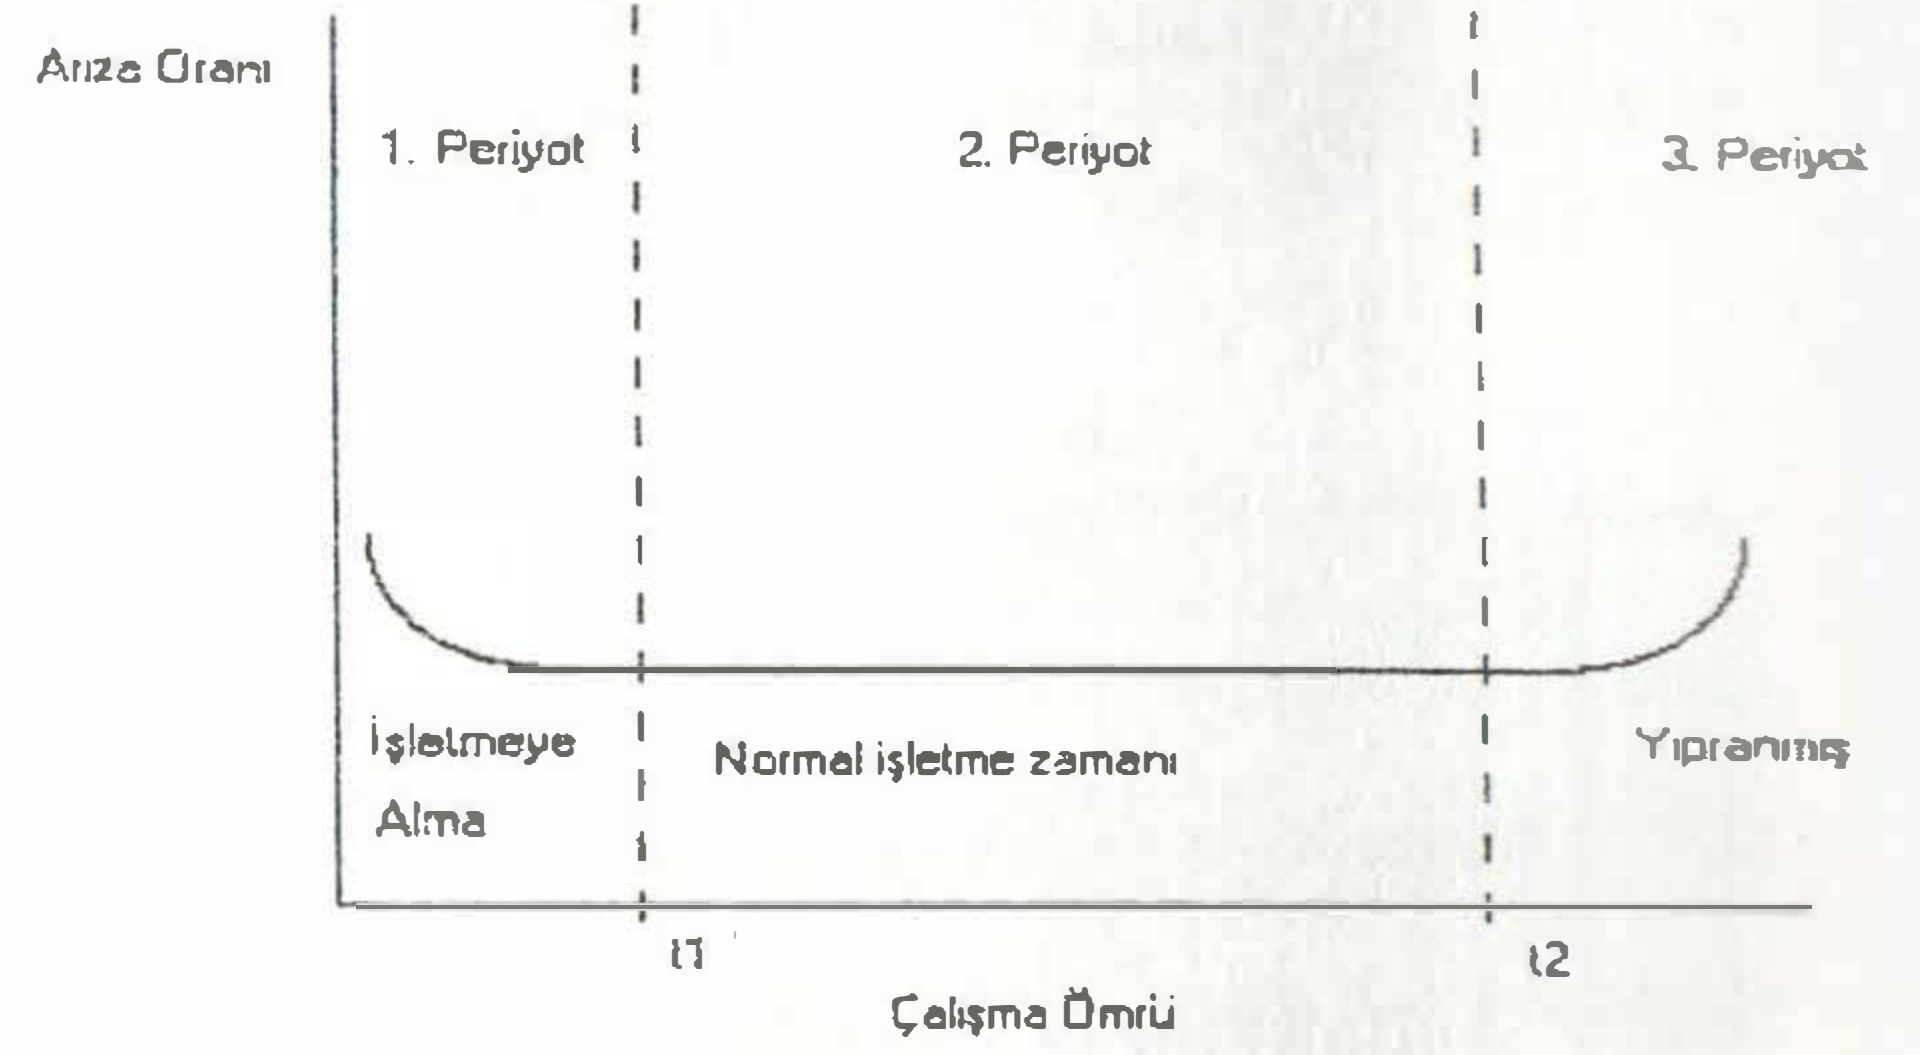 Arıza Oranı
1. Periyot
2. Periyot
3. Periyot
İşletmeye
Alma
Normal işletme zamanı
Yıpranmış
t1
t2
Çalışma Ömrü